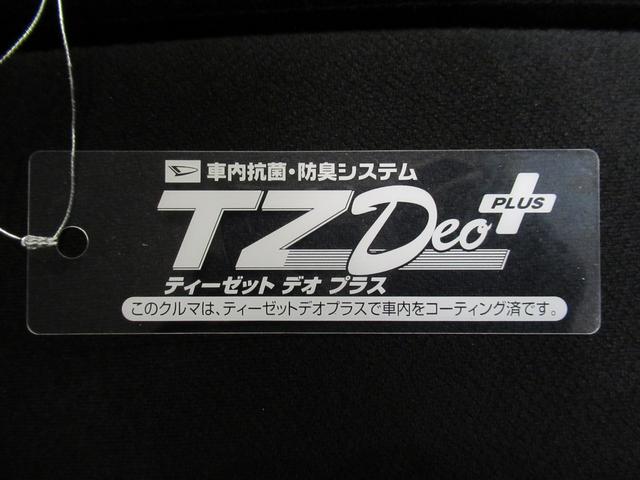 車内抗菌・防臭システム
TZ Deo PLUS
ティーゼット デオ プラス
このクルマは、ティーゼットデオプラスで車内をコーティング済です。